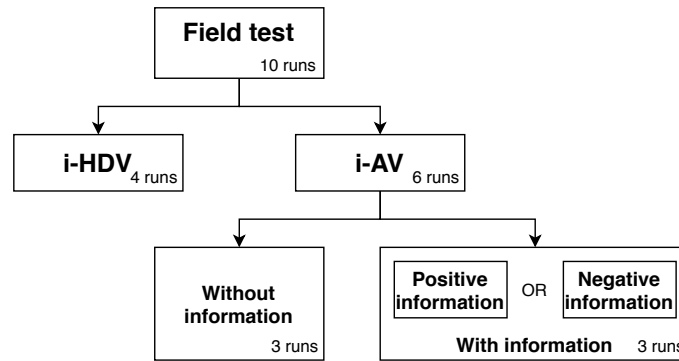 Field test
10 runs
i-HDV
4 runs
i-AV
6 runs
Without
information
3 runs
Positive
information
OR
Negative
information
With information
3 runs